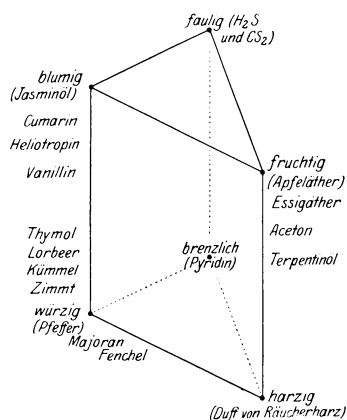 faulig (H₂S
und CS₂)
blumig
(Jasminöl)
Cumarin
Heliotropin
Vanillin
fruchtig
(Apfeläther)
Essigäther
Aceton
Terpentinol
Thymol
Lorbeer
Kümmel
Zimmt
würzig
(Pfeffer)
Majoran
Fenchel
brenzlich
(Pyridin)
harzig
(Duft von Räucherharz)